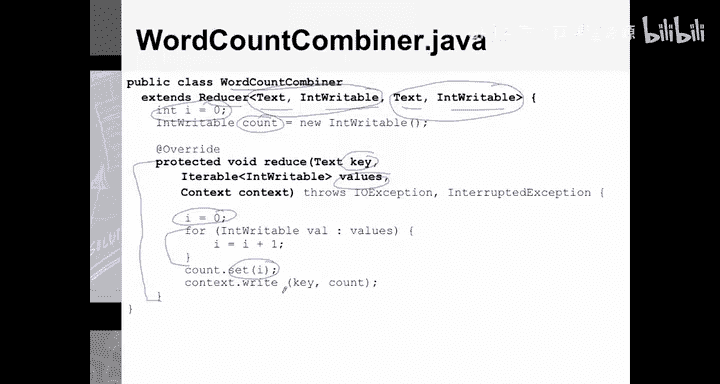 bilibili
WordCountCombiner.java
public class WordCountCombiner
extends Reducer<Text, IntWritable, Text, IntWritable> {
int i = 0;
IntWritable count = new IntWritable();
@Override
protected void reduce(Text key,
Iterable<IntWritable> values,
Context context) throws IOException, InterruptedException {
i = 0;
for (IntWritable val : values) {
i = i + 1;
}
count.set(i);
context.write (key, count);
}
}